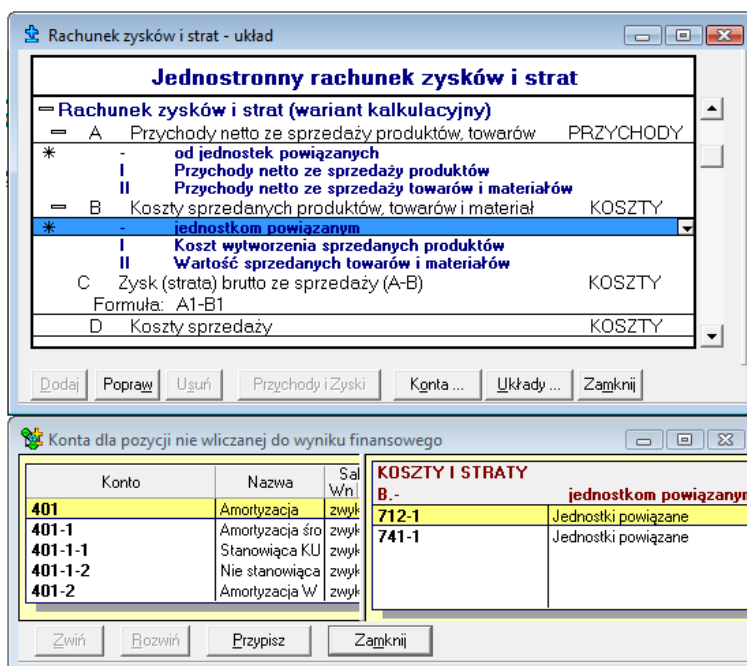 Rachunek zysków i strat - układ
Jednostronny rachunek zysków i strat
Rachunek zysków i strat (wariant kalkulacyjny)
A Przychody netto ze sprzedaży produktów, towarów PRZYCHODY
* - od jednostek powiązanych
I Przychody netto ze sprzedaży produktów
II Przychody netto ze sprzedaży towarów i materiałów
B Koszty sprzedanych produktów, towarów i materiał KOSZTY
* - jednostkom powiązanym
I Koszt wytworzenia sprzedanych produktów
II Wartość sprzedanych towarów i materiałów
C Zysk (strata) brutto ze sprzedaży (A-B) KOSZTY
Formuła: A1-B1
D Koszty sprzedaży KOSZTY
Dodaj Popraw Usuń Przychody i Zyski Konta ... Układy ... Zamknij
Konta dla pozycji nie wliczanej do wyniku finansowego
Konto Nazwa Sal
Wn
401 Amortyzacja zwyk
401-1 Amortyzacja śro zwyk
401-1-1 Stanowiąca KU zwyk
401-1-2 Nie stanowiąca zwyk
401-2 Amortyzacja W zwyk
KOSZTY I STRATY
B.- jednostkom powiązanym
712-1 Jednostki powiązane
741-1 Jednostki powiązane
Zwiń Rozwiń Przypisz Zamknij